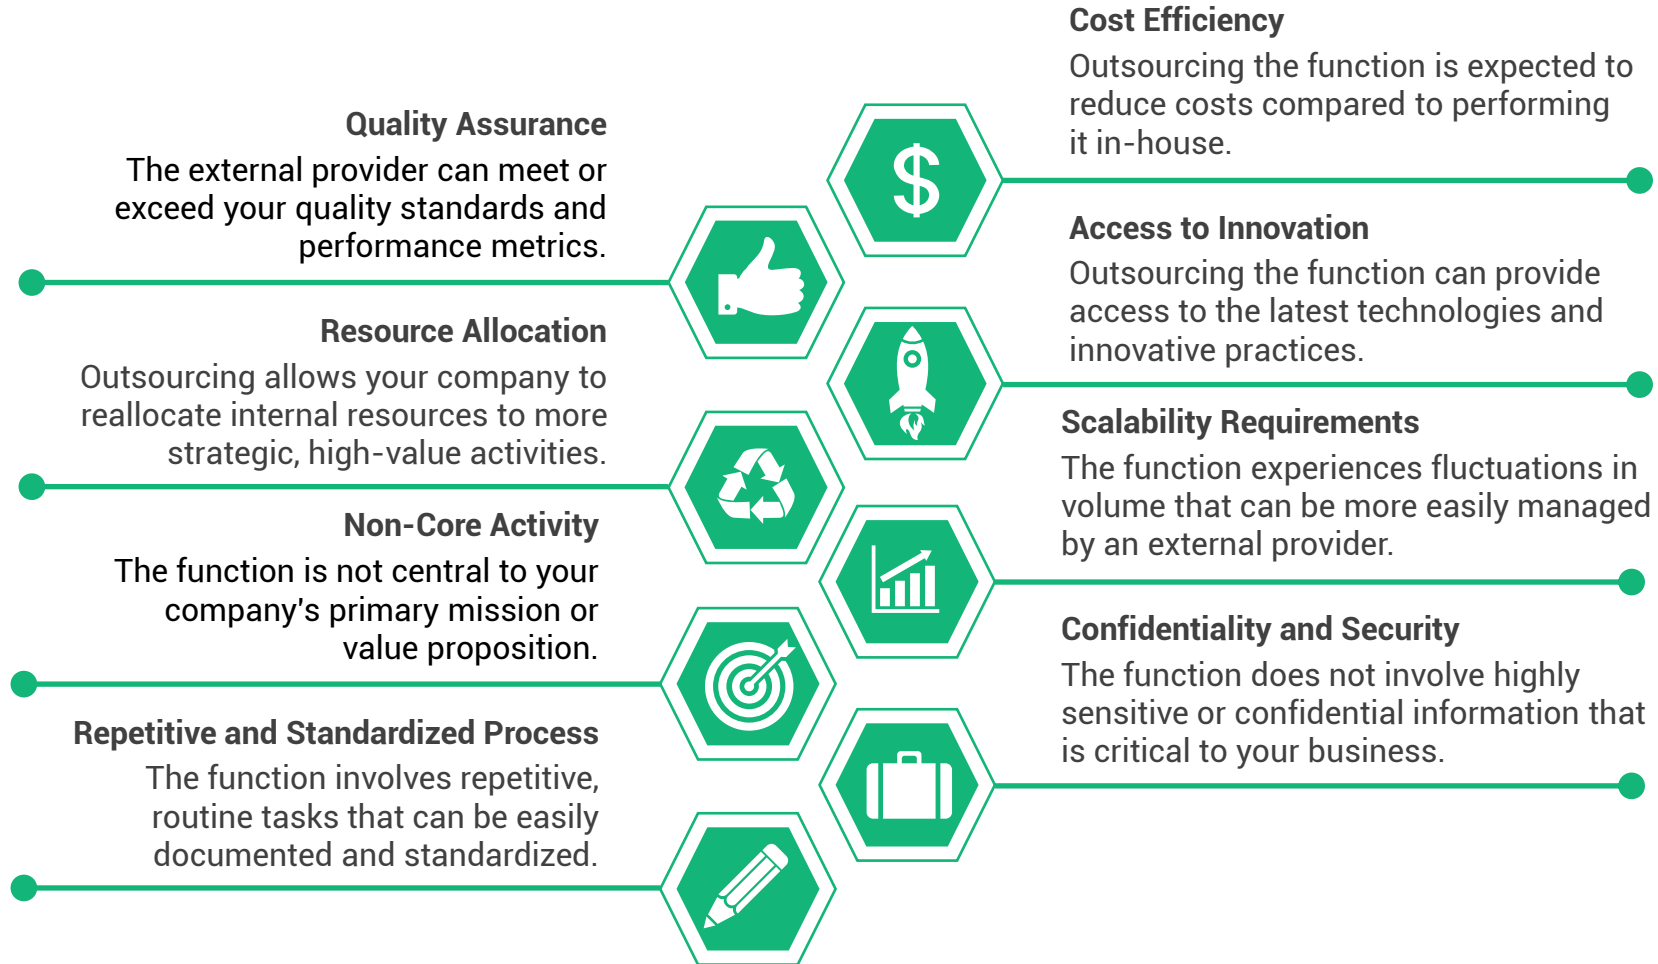 Cost Efficiency
Outsourcing the function is expected to
reduce costs compared to performing
it in-house.
Quality Assurance
The external provider can meet or
exceed your quality standards and
performance metrics.
$
Access to Innovation
Outsourcing the function can provide
access to the latest technologies and
innovative practices.
Resource Allocation
Outsourcing allows your company to
reallocate internal resources to more
strategic, high-value activities.
Scalability Requirements
The function experiences fluctuations in
volume that can be more easily managed
by an external provider.
Non-Core Activity
The function is not central to your
company's primary mission or
value proposition.
Confidentiality and Security
The function does not involve highly
sensitive or confidential information that
is critical to your business.
Repetitive and Standardized Process
The function involves repetitive,
routine tasks that can be easily
documented and standardized.